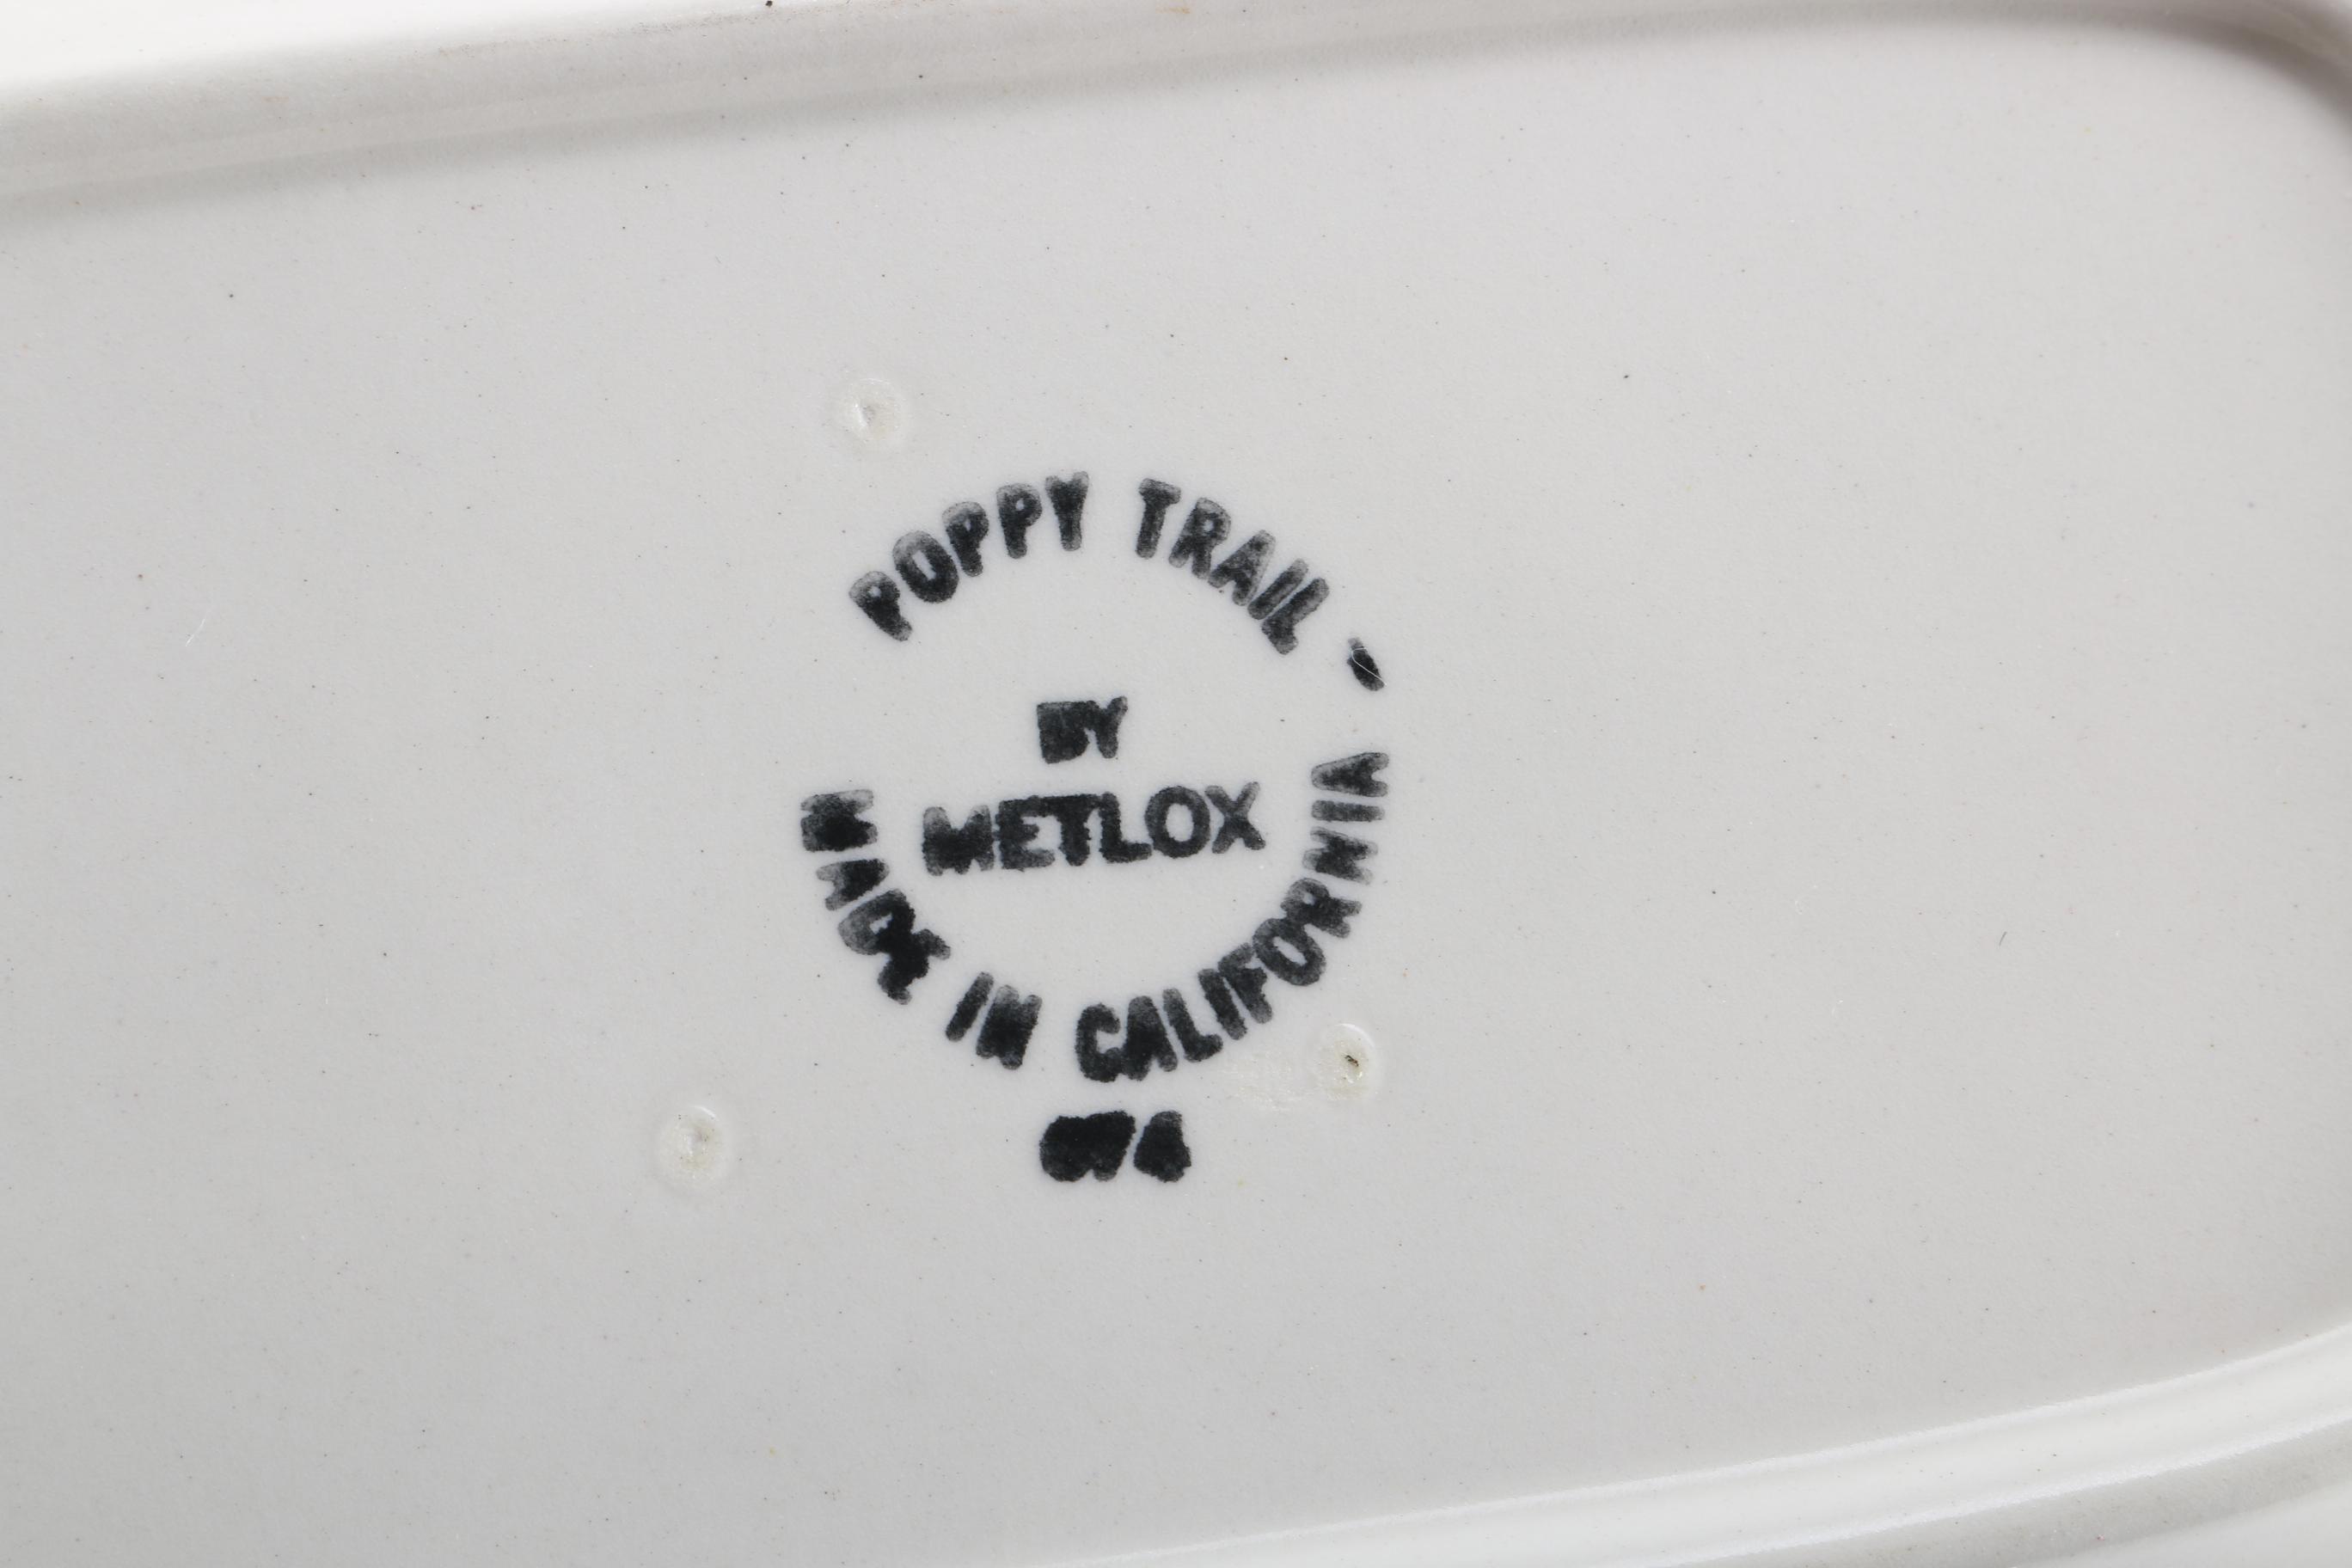 POPPY TRAIL -
BY
METLOX
MADE IN CALIFORNIA